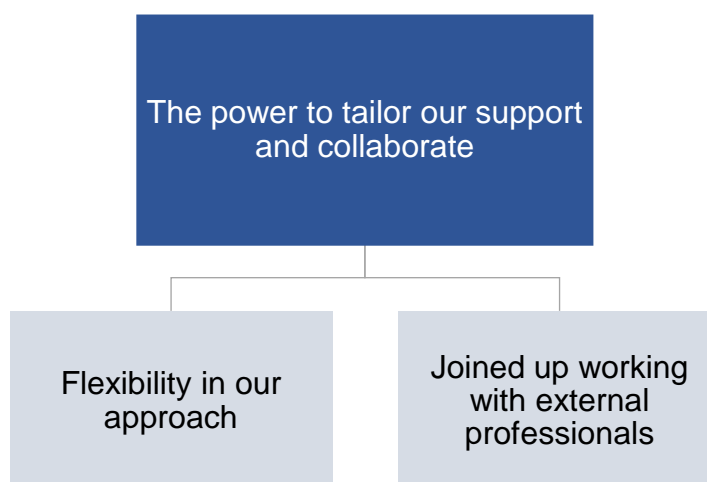 The power to tailor our support
and collaborate
Flexibility in our
approach
Joined up working
with external
professionals